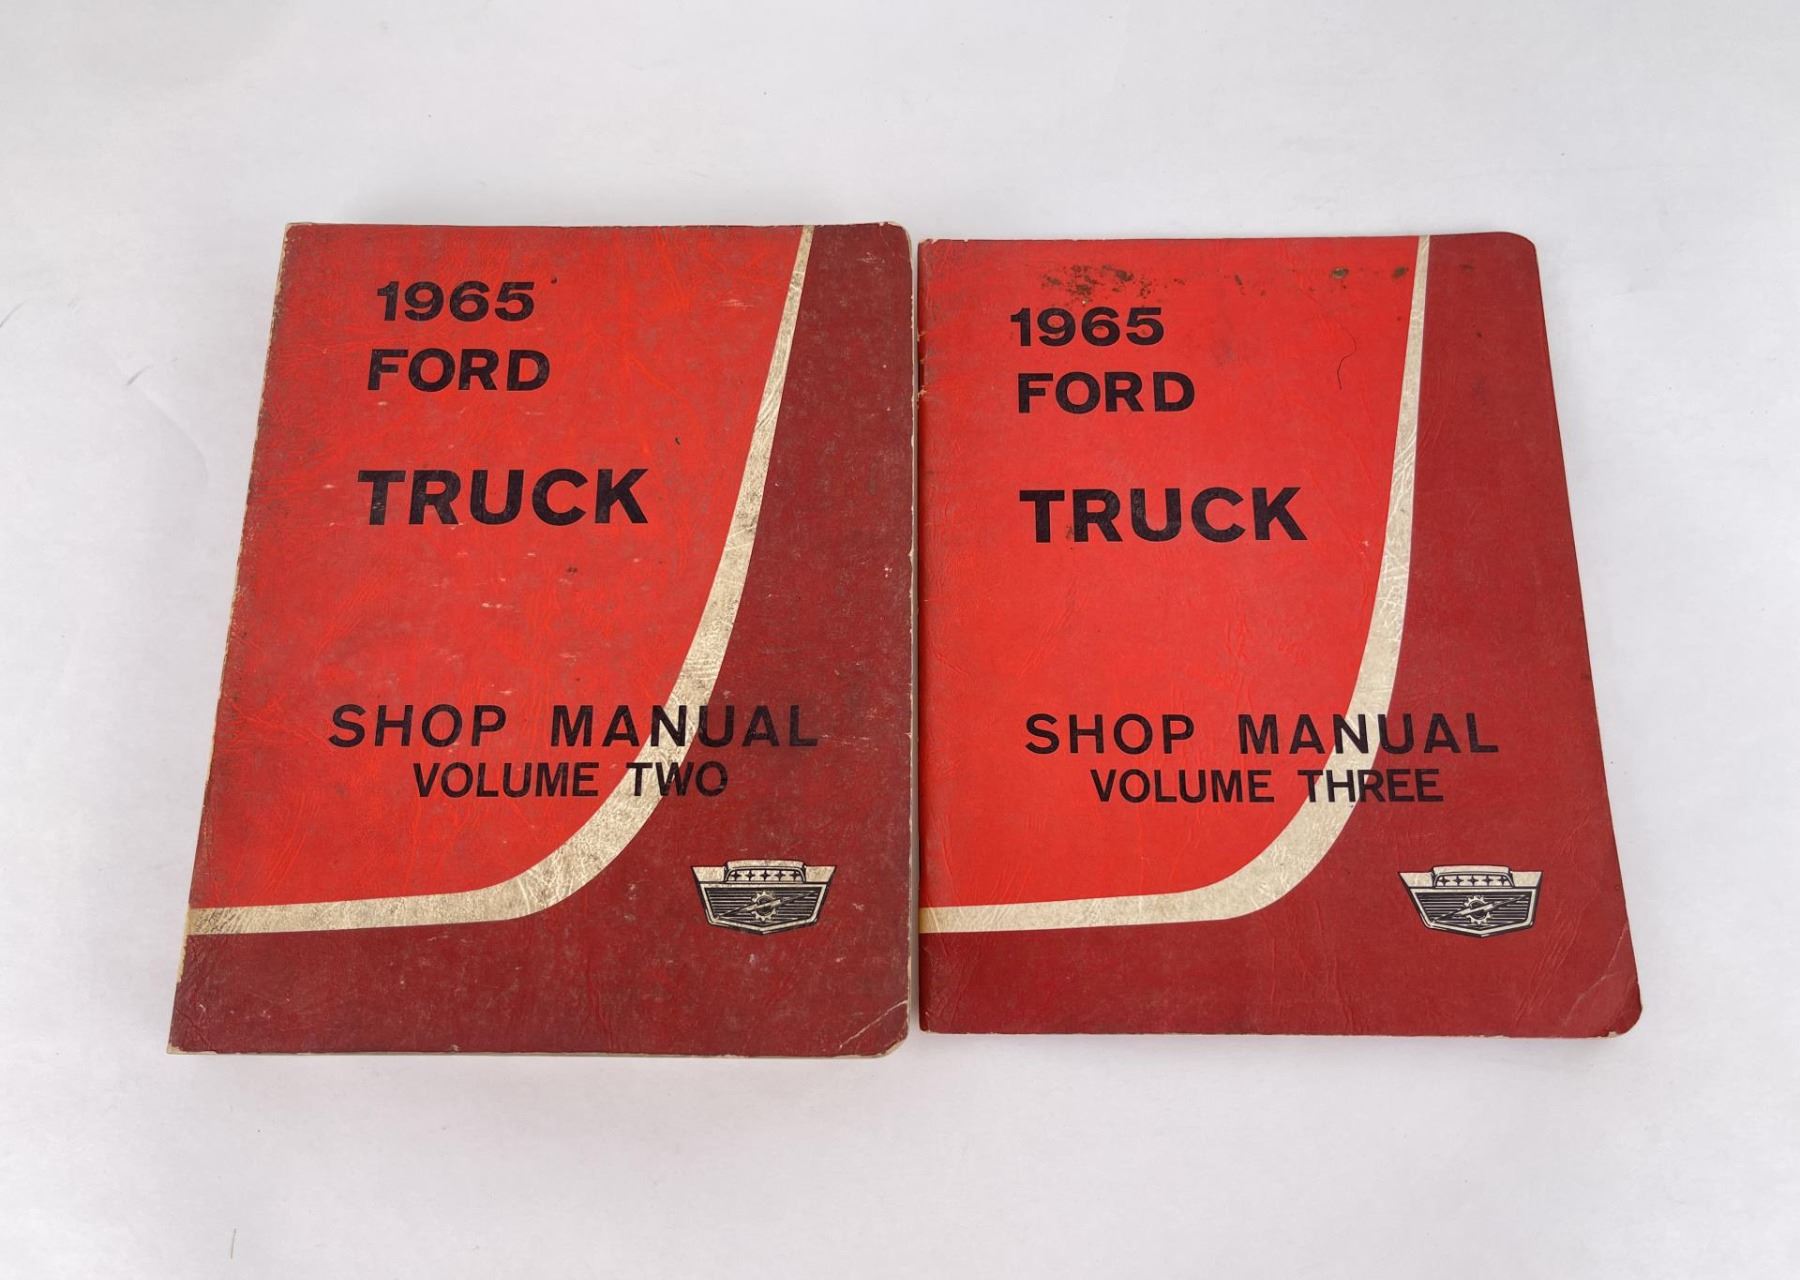 1965
FORD
TRUCK
SHOP MANUAL
VOLUME TWO
1965
FORD
TRUCK
SHOP MANUAL
VOLUME THREE